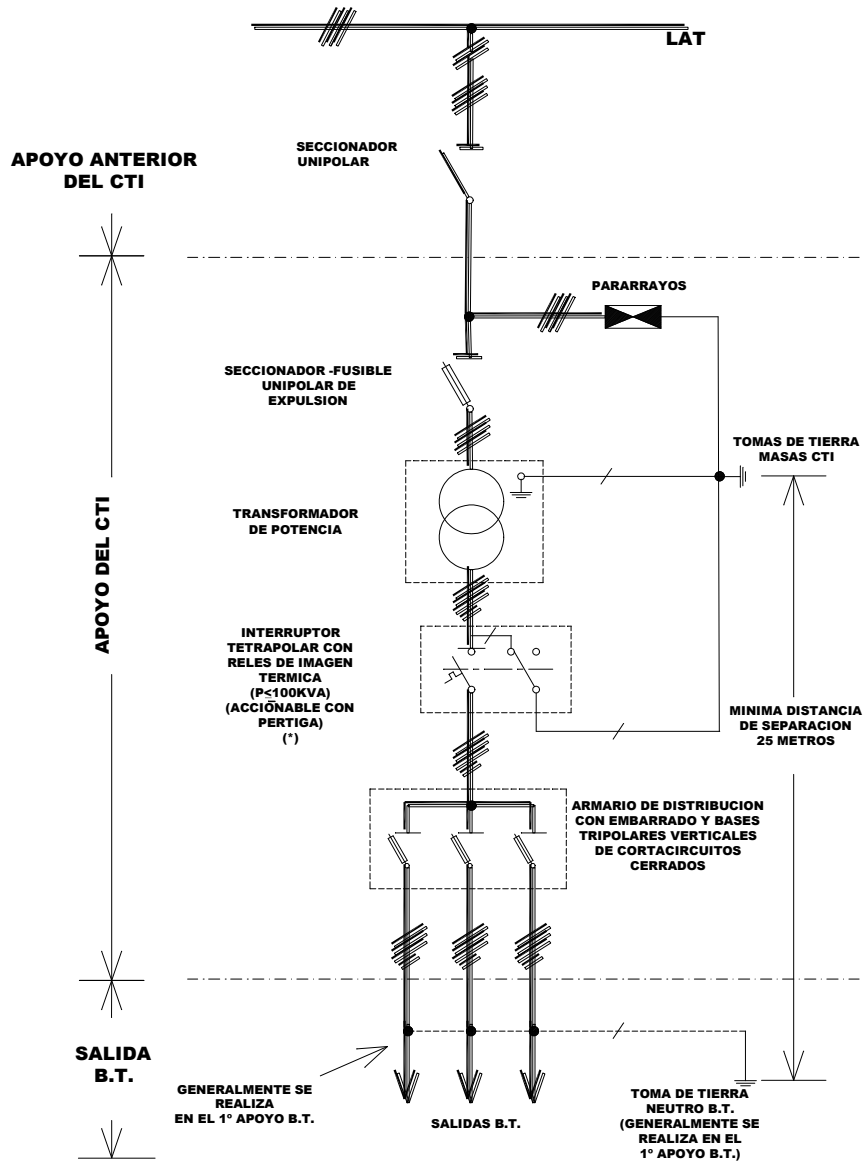 LAT
SECCIONADOR
UNIPOLAR
APOYO ANTERIOR
DEL CTI
PARARRAYOS
SECCIONADOR -FUSIBLE
UNIPOLAR DE
EXPULSION
TOMAS DE TIERRA
MASAS CTI
TRANSFORMADOR
DE POTENCIA
APOYO DEL CTI
INTERRUPTOR
TETRAPOLAR CON
RELES DE IMAGEN
TERMICA
(P≤100KVA)
(ACCIONABLE CON
PERTIGA)
(*)
MINIMA DISTANCIA
DE SEPARACION
25 METROS
ARMARIO DE DISTRIBUCION
CON EMBARRADO Y BASES
TRIPOLARES VERTICALES
DE CORTACIRCUITOS
CERRADOS
SALIDA
B.T.
GENERALMENTE SE
REALIZA
EN EL 1º APOYO B.T.
SALIDAS B.T.
TOMA DE TIERRA
NEUTRO B.T.
(GENERALMENTE SE
REALIZA EN EL
1º APOYO B.T.)